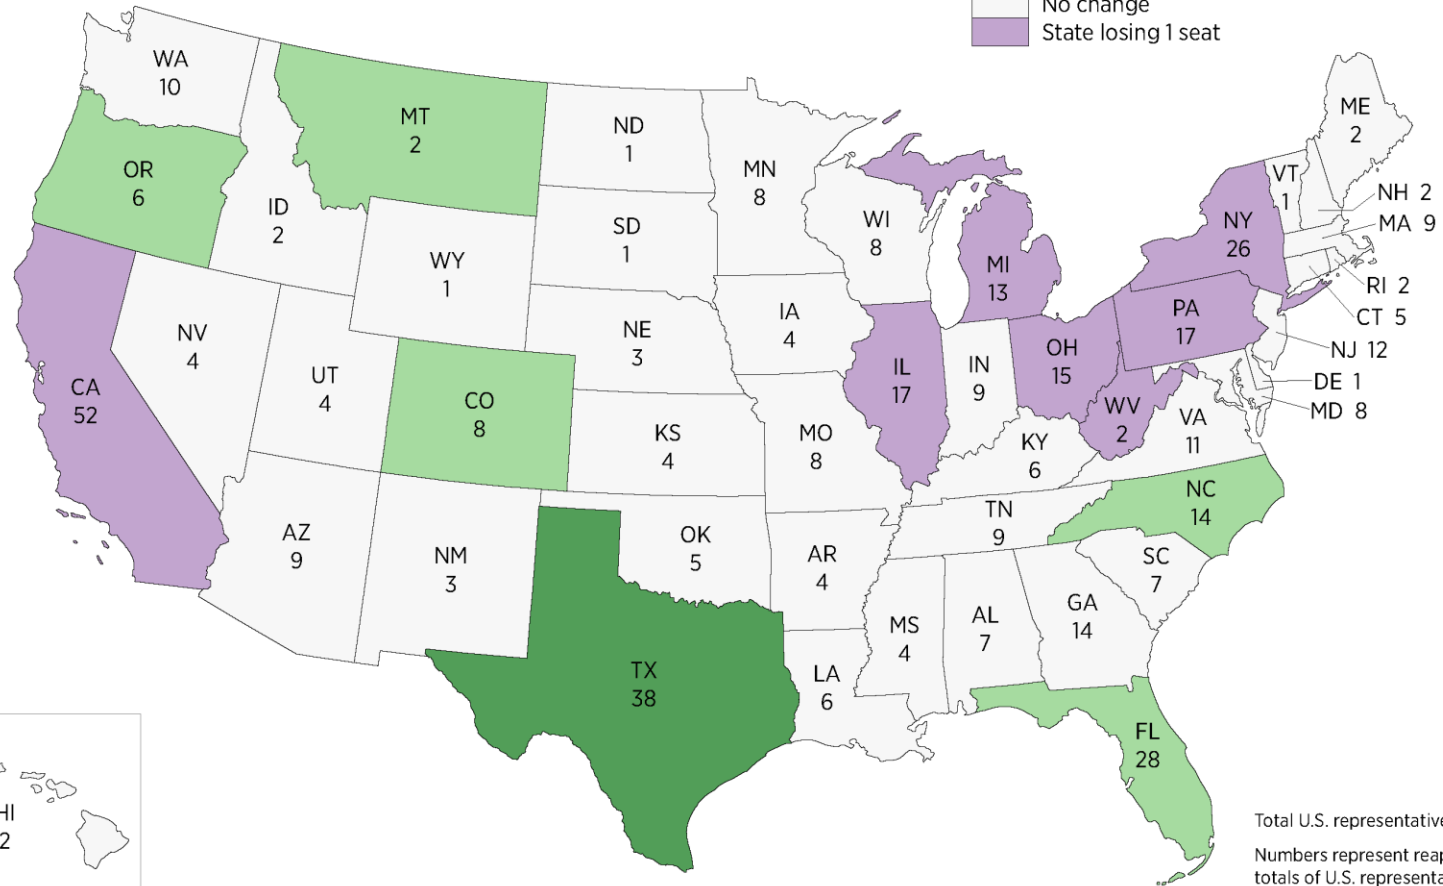 No change
State losing 1 seat
WA
10
MT
2
ND
1
ME
2
OR
6
MN
8
VT
1
NH 2
ID
2
SD
1
WI
8
NY
26
MA 9
WY
1
MI
13
RI 2
IA
4
PA
17
CT 5
NV
4
NE
3
OH
15
NJ 12
UT
4
IL
17
IN
9
DE 1
CA
52
CO
8
WV
2
MD 8
KS
4
MO
8
KY
6
VA
11
AZ
9
NM
3
OK
5
AR
4
TN
9
NC
14
SC
7
MS
4
AL
7
GA
14
TX
38
LA
6
FL
28
HI
2
Total U.S.
Numbers represent
totals of U.S.